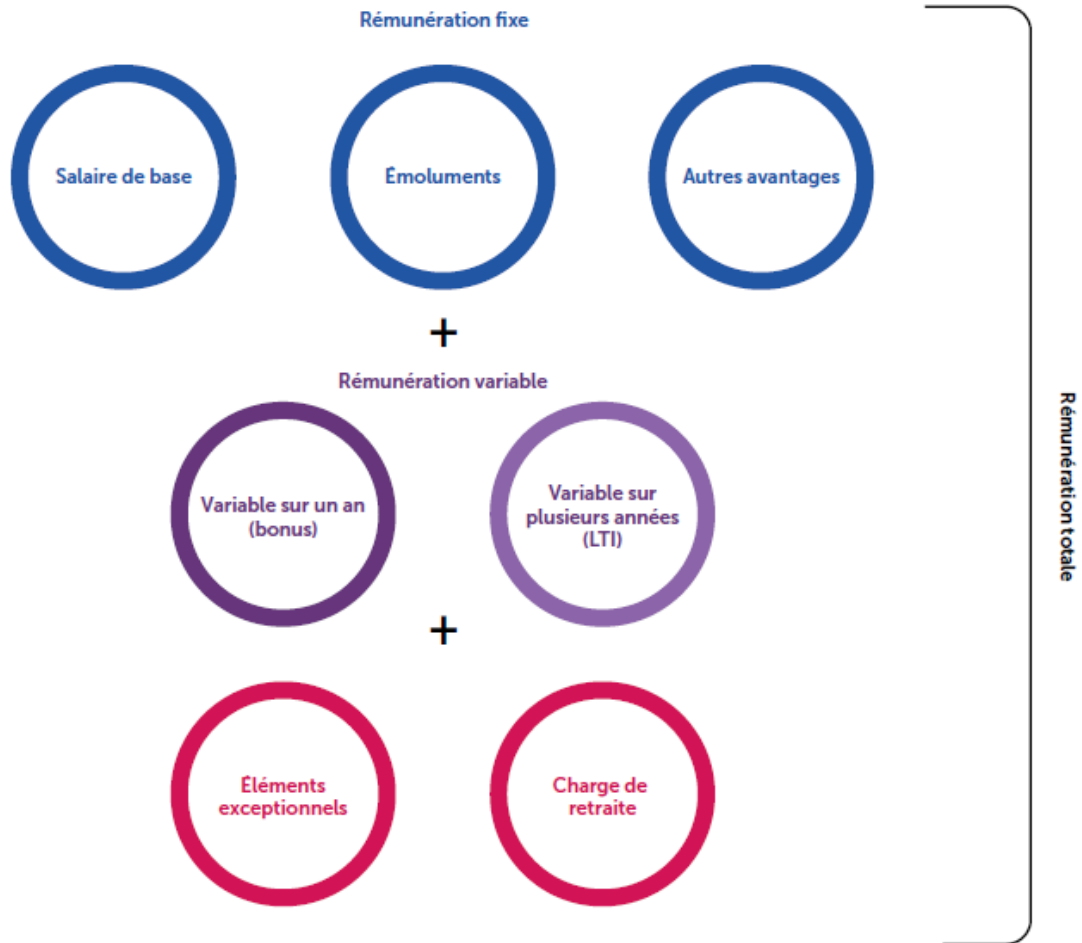 Rémunération fixe
Salaire de base
Émoluments
Autres avantages
+
Rémunération variable
Variable sur un an
(bonus)
Variable sur
plusieurs années
(LTI)
+
Éléments
exceptionnels
Charge de
retraite
Rémunération totale